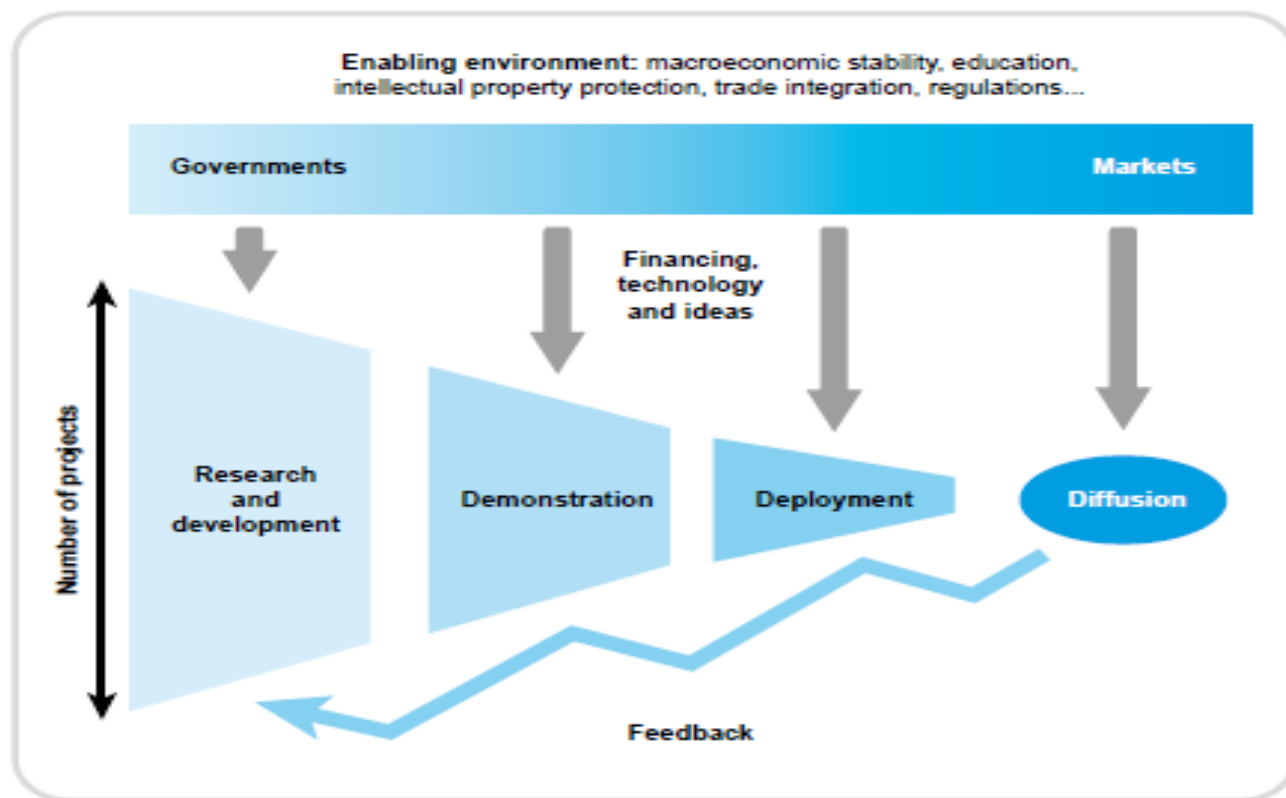 Enabling environment: macroeconomic stability, education,
intellectual property protection, trade integration, regulations...
Governments
Markets
Financing,
technology
and ideas
Number of projects
Research
and
development
Demonstration
Deployment
Diffusion
Feedback